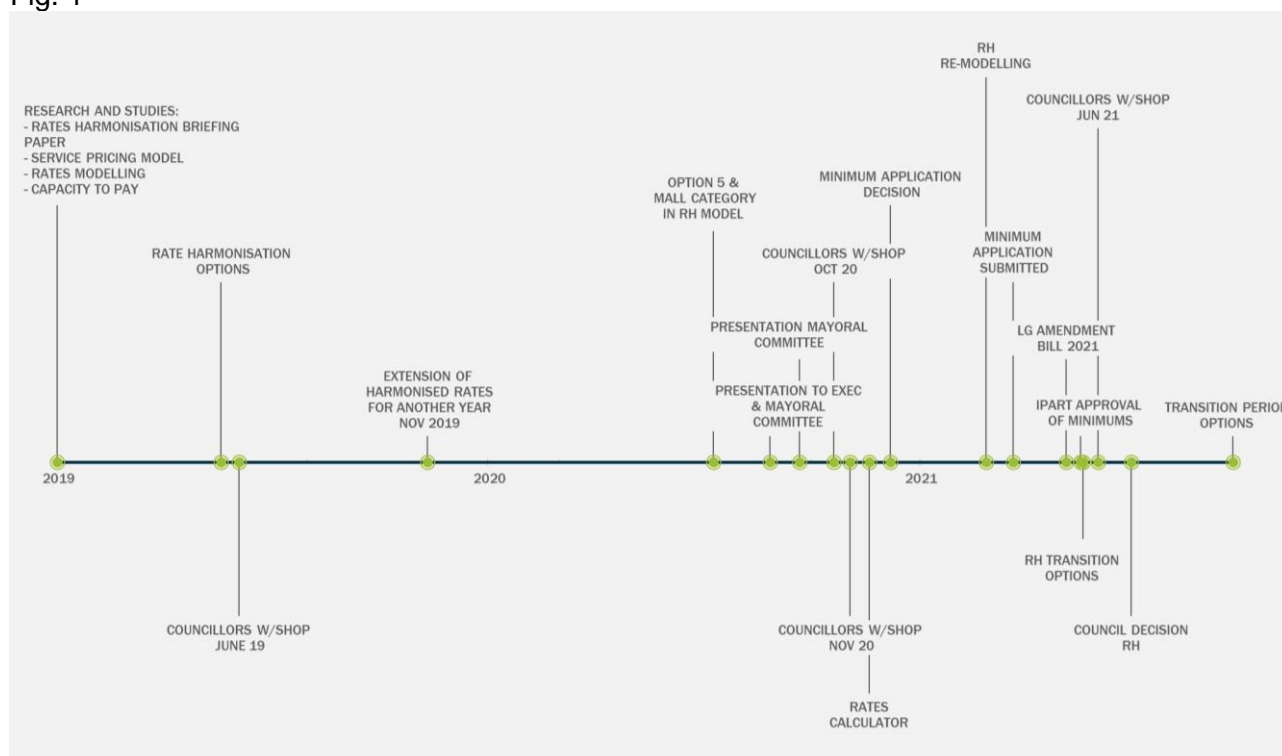 Fig. 1
RH
RE-MODELLING
COUNCILLORS W/SHOP
JUN 21
RESEARCH AND STUDIES:
- RATES HARMONISATION BRIEFING
PAPER
- SERVICE PRICING MODEL
- RATES MODELLING
- CAPACITY TO PAY
OPTION 5 &
MALL CATEGORY
IN RH MODEL
MINIMUM APPLICATION
DECISION
RATE HARMONISATION
OPTIONS
COUNCILLORS W/SHOP
OCT 20
MINIMUM
APPLICATION
SUBMITTED
PRESENTATION MAYORAL
COMMITTEE
LG AMENDMENT
BILL 2021
EXTENSION OF
HARMONISED RATES
FOR ANOTHER YEAR
NOV 2019
PRESENTATION TO EXEC
& MAYORAL
COMMITTEE
IPART APPROVAL
OF MINIMUMS
TRANSITION PERIOD
OPTIONS
2019
2020
2021
RH TRANSITION
OPTIONS
COUNCILLORS W/SHOP
JUNE 19
COUNCILLORS W/SHOP
NOV 20
COUNCIL DECISION
RH
RATES
CALCULATOR